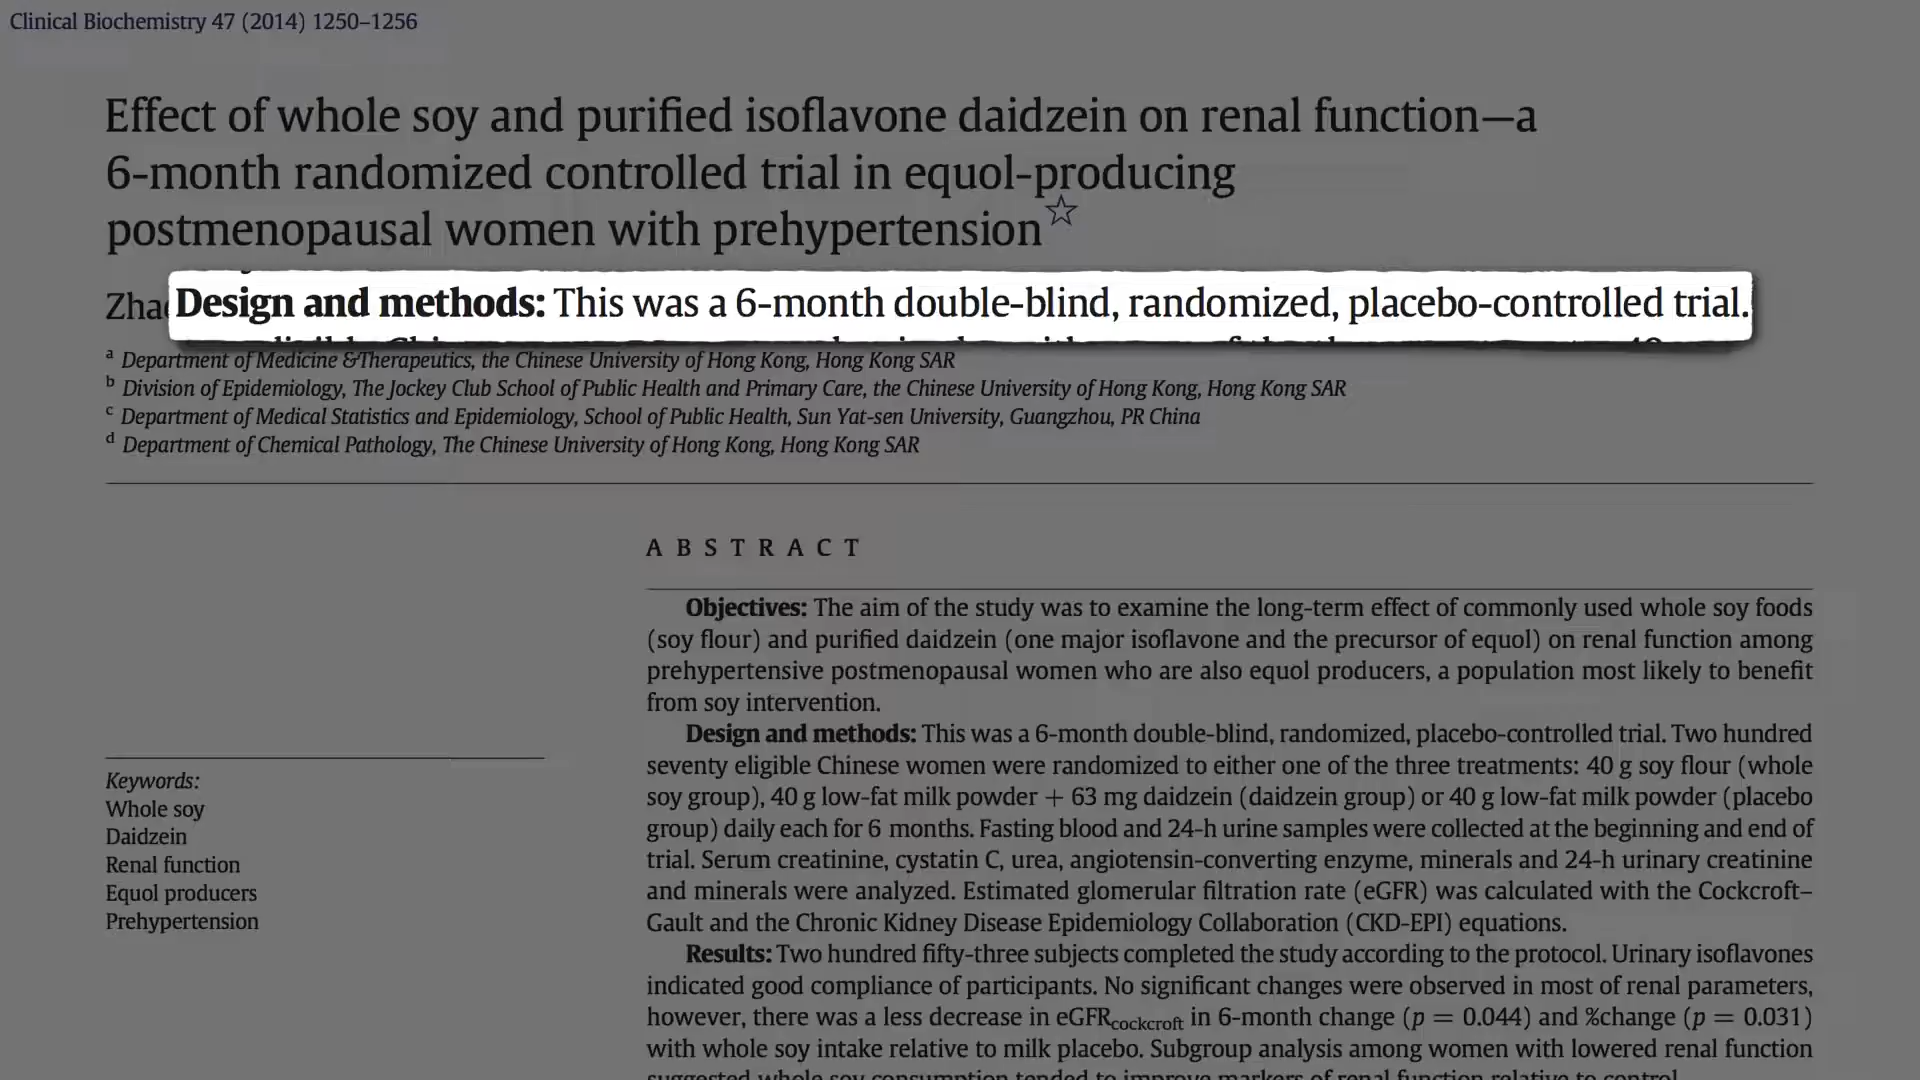 Clinical Biochemistry 47 (2014) 1250–1256
Effect of whole soy and purified isoflavone daidzein on renal function—a
6-month randomized controlled trial in equol-producing
postmenopausal women with prehypertension☆
Design and methods: This was a 6-month double-blind, randomized, placebo-controlled trial.
a Department of Medicine &Therapeutics, the Chinese University of Hong Kong, Hong Kong SAR
b Division of Epidemiology, The Jockey Club School of Public Health and Primary Care, the Chinese University of Hong Kong, Hong Kong SAR
c Department of Medical Statistics and Epidemiology, School of Public Health, Sun Yat-sen University, Guangzhou, PR China
d Department of Chemical Pathology, The Chinese University of Hong Kong, Hong Kong SAR
Keywords:
Whole soy
Daidzein
Renal function
Equol producers
Prehypertension
ABSTRACT
Objectives: The aim of the study was to examine the long-term effect of commonly used whole soy foods
(soy flour) and purified daidzein (one major isoflavone and the precursor of equol) on renal function among
prehypertensive postmenopausal women who are also equol producers, a population most likely to benefit
from soy intervention.
Design and methods: This was a 6-month double-blind, randomized, placebo-controlled trial. Two hundred
seventy eligible Chinese women were randomized to either one of the three treatments: 40 g soy flour (whole
soy group), 40 g low-fat milk powder + 63 mg daidzein (daidzein group) or 40 g low-fat milk powder (placebo
group) daily each for 6 months. Fasting blood and 24-h urine samples were collected at the beginning and end of
trial. Serum creatinine, cystatin C, urea, angiotensin-converting enzyme, minerals and 24-h urinary creatinine
and minerals were analyzed. Estimated glomerular filtration rate (eGFR) was calculated with the Cockcroft–
Gault and the Chronic Kidney Disease Epidemiology Collaboration (CKD-EPI) equations.
Results: Two hundred fifty-three subjects completed the study according to the protocol. Urinary isoflavones
indicated good compliance of participants. No significant changes were observed in most of renal parameters,
however, there was a less decrease in eGFRcockcroft in 6-month change (p = 0.044) and %change (p = 0.031)
with whole soy intake relative to milk placebo. Subgroup analysis among women with lowered renal function
suggested whole soy consumption tended to improve markers of renal function relative to control.